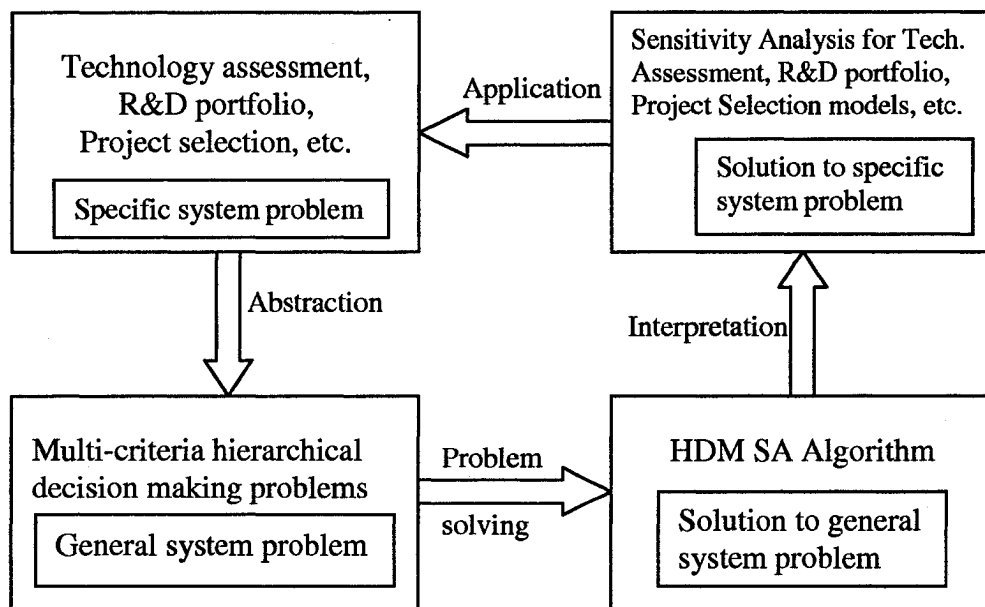 Technology assessment,
R&D portfolio,
Project selection, etc.
Specific system problem
Application
Sensitivity Analysis for Tech.
Assessment, R&D portfolio,
Project Selection models, etc.
Solution to specific
system problem
Abstraction
Interpretation
Multi-criteria hierarchical
decision making problems
General system problem
Problem
solving
HDM SA Algorithm
Solution to general
system problem